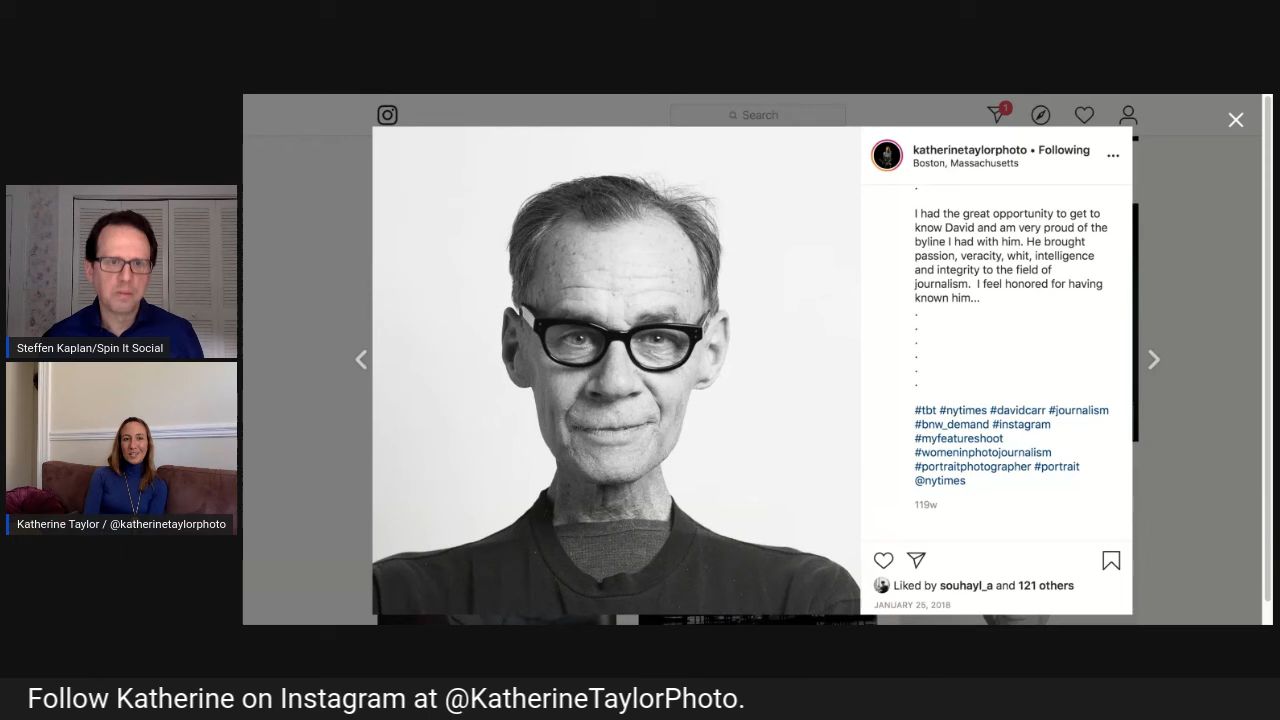 Search
1
katherinetaylorphoto • Following
Boston, Massachusetts
I had the great opportunity to get to
know David and am very proud of the
byline I had with him. He brought
passion, veracity, whit, intelligence
and integrity to the field of
journalism. I feel honored for having
known him...
#tbt #nytimes #davidcarr #journalism
#bnw_demand #instagram
#myfeatureshoot
#womeninphotojournalism
#portraitphotographer #portrait
@nytimes
119w
Liked by souhayl_a and 121 others
JANUARY 25, 2018
Steffen Kaplan/Spin It Social
Katherine Taylor / @katherinetaylorphoto
Follow Katherine on Instagram at @KatherineTaylorPhoto.